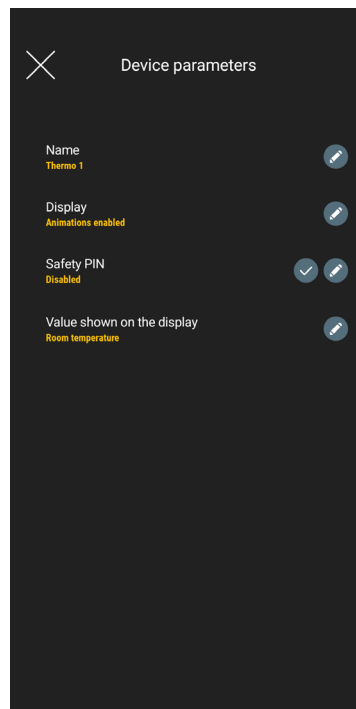 Device parameters
Name
Thermo 1
Display
Animations enabled
Safety PIN
Disabled
Value shown on the display
Room temperature